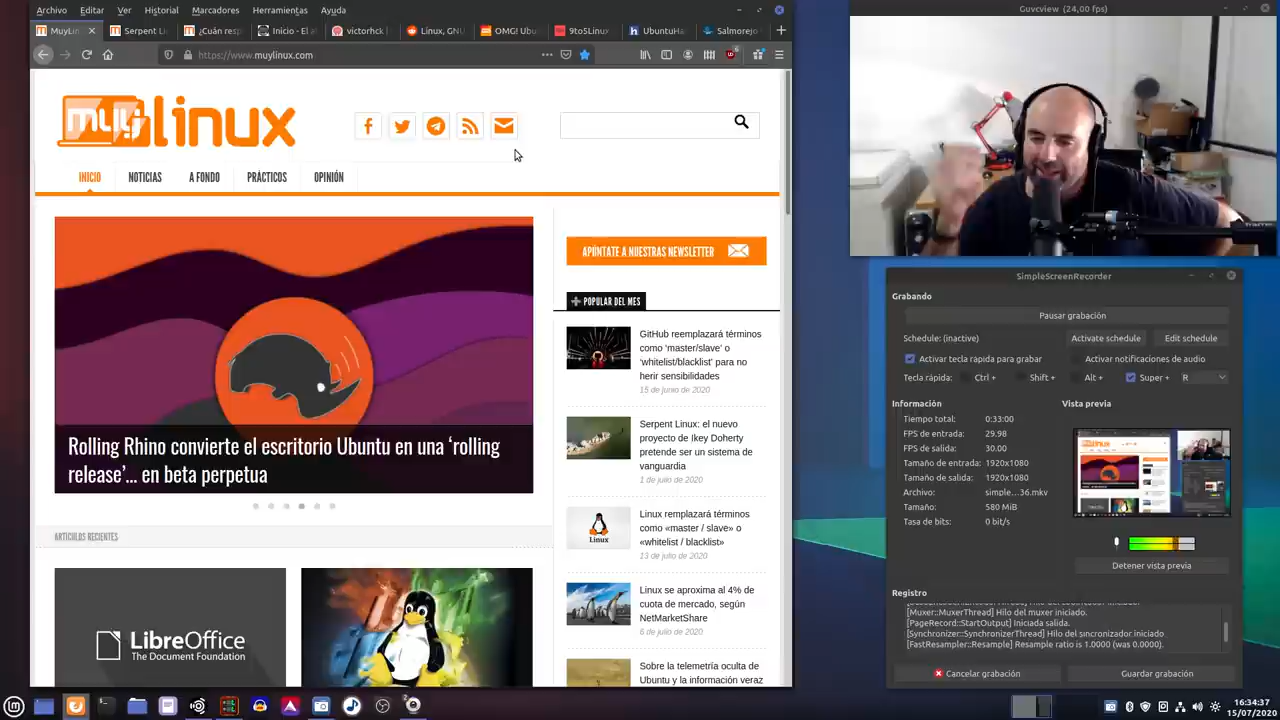 Archivo Editar Ver Historial Marcadores Herramientas Ayuda
MuyLin
Serpent Li
¿Cuán resp
Inicio - El a
victorhck
Reddit Linux, GNU
OMG! Ubu
9to5Linux
UbuntuHa
Salmorejo
https://www.muylinux.com
muylinux
INICIO NOTICIAS A FONDO PRÁCTICOS OPINIÓN
Rolling Rhino convierte el escritorio Ubuntu en una ‘rolling
release’... en beta perpetua
ARTÍCULOS RECIENTES
LibreOffice
The Document Foundation
APÚNTATE A NUESTRAS NEWSLETTER
POPULAR DEL MES
GitHub reemplazará términos
como ‘master/slave’ o
‘whitelist/blacklist’ para no
herir sensibilidades
15 de junio de 2020
Serpent Linux: el nuevo
proyecto de Ikey Doherty
pretende ser un sistema de
vanguardia
1 de julio de 2020
Linux
Linux remplazará términos
como «master / slave» o
«whitelist / blacklist»
13 de julio de 2020
Linux se aproxima al 4% de
cuota de mercado, según
NetMarketShare
6 de julio de 2020
Sobre la telemetría oculta de
Ubuntu y la información veraz
Guvcview (24,00 fps)
SimpleScreenRecorder
Grabando
Pausar grabación
Schedule: (inactive) Activate schedule Edit schedule
Activar tecla rápida para grabar Activar notificaciones de audio
Tecla rápida: Ctrl + Shift + Alt + Super + R
Información
Tiempo total: 0:33:00
FPS de entrada: 29.98
FPS de salida: 30.00
Tamaño de entrada: 1920x1080
Tamaño de salida: 1920x1080
Archivo: simple...36.mkv
Tamaño: 580 MiB
Tasa de bits: 0 bit/s
Vista previa
Detener vista previa
Registro
[Muxer::MuxerThread] Hilo del muxer iniciado.
[PageRecord::StartOutput] Iniciada salida.
[Synchronizer::SynchronizerThread] Hilo del sincronizador iniciado
[FastResampler::Resample] Resample ratio is 1.0000 (was 0.0000).
Cancelar grabación Guardar grabación
16:34:37
15/07/2020